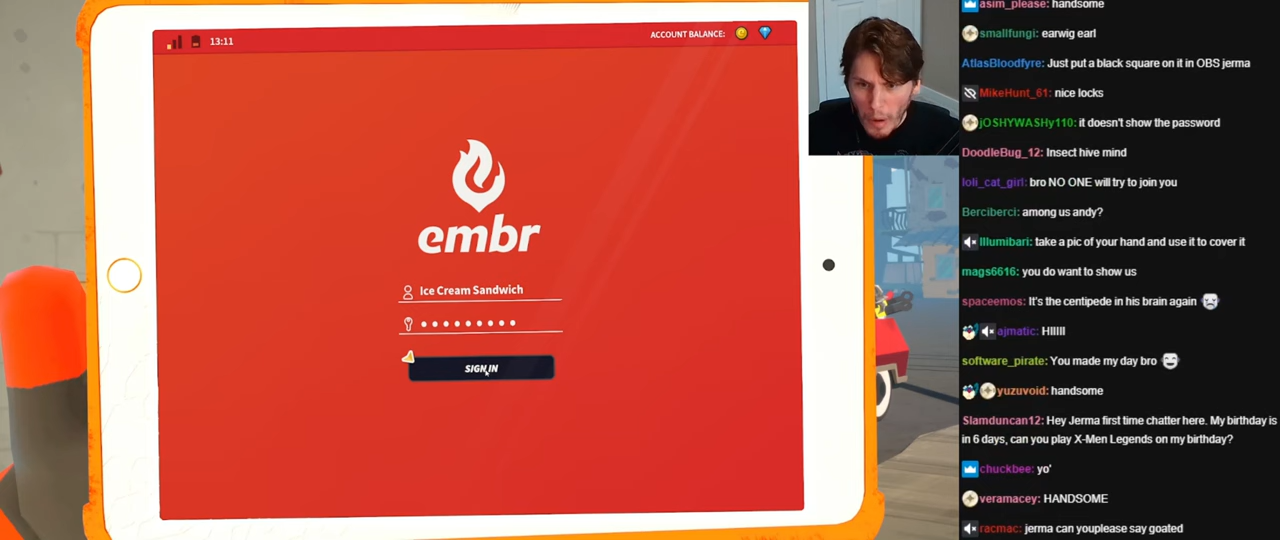 13:11
ACCOUNT BALANCE:
embr
Ice Cream Sandwich
SIGN IN
asim_please: handsome
smallfungi: earwig earl
AtlasBloodfyre: Just put a black square on it in OBS jerma
MikeHunt_61: nice locks
jOSHYWASHy110: it doesn't show the password
DoodleBug_12: Insect hive mind
loli_cat_girl: bro NO ONE will try to join you
Berciberci: among us andy?
Illumibari: take a pic of your hand and use it to cover it
mags6616: you do want to show us
spaceemos: It's the centipede in his brain again
ajmatic: HIIIII
software_pirate: You made my day bro
yuzuvoid: handsome
Slamduncan12: Hey Jerma first time chatter here. My birthday is
in 6 days, can you play X-Men Legends on my birthday?
chuckbee: yo'
veramacey: HANDSOME
racmac: jerma can youplease say goated